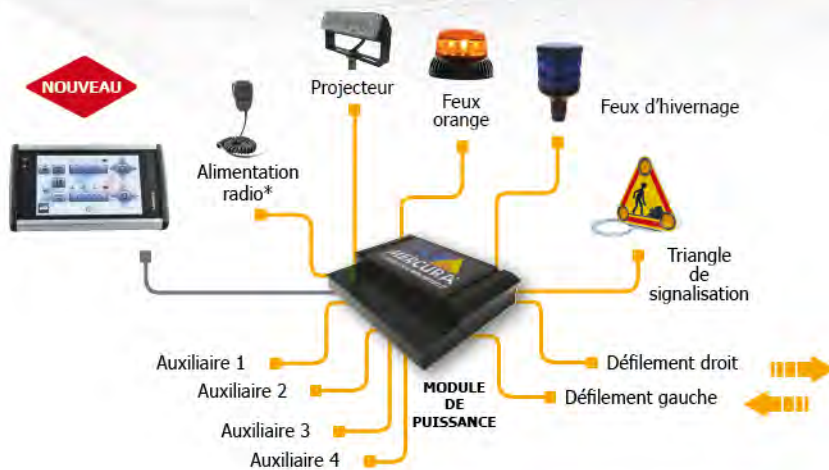 NOUVEAU
Projecteur
Feux
orange
Feux d'hivernage
Alimentation
radio*
MERCURA
Triangle
de
signalisation
Auxiliaire 1
Auxiliaire 2
Auxiliaire 3
Auxiliaire 4
MODULE
DE
PUISSANCE
Défilement droit
Défilement gauche